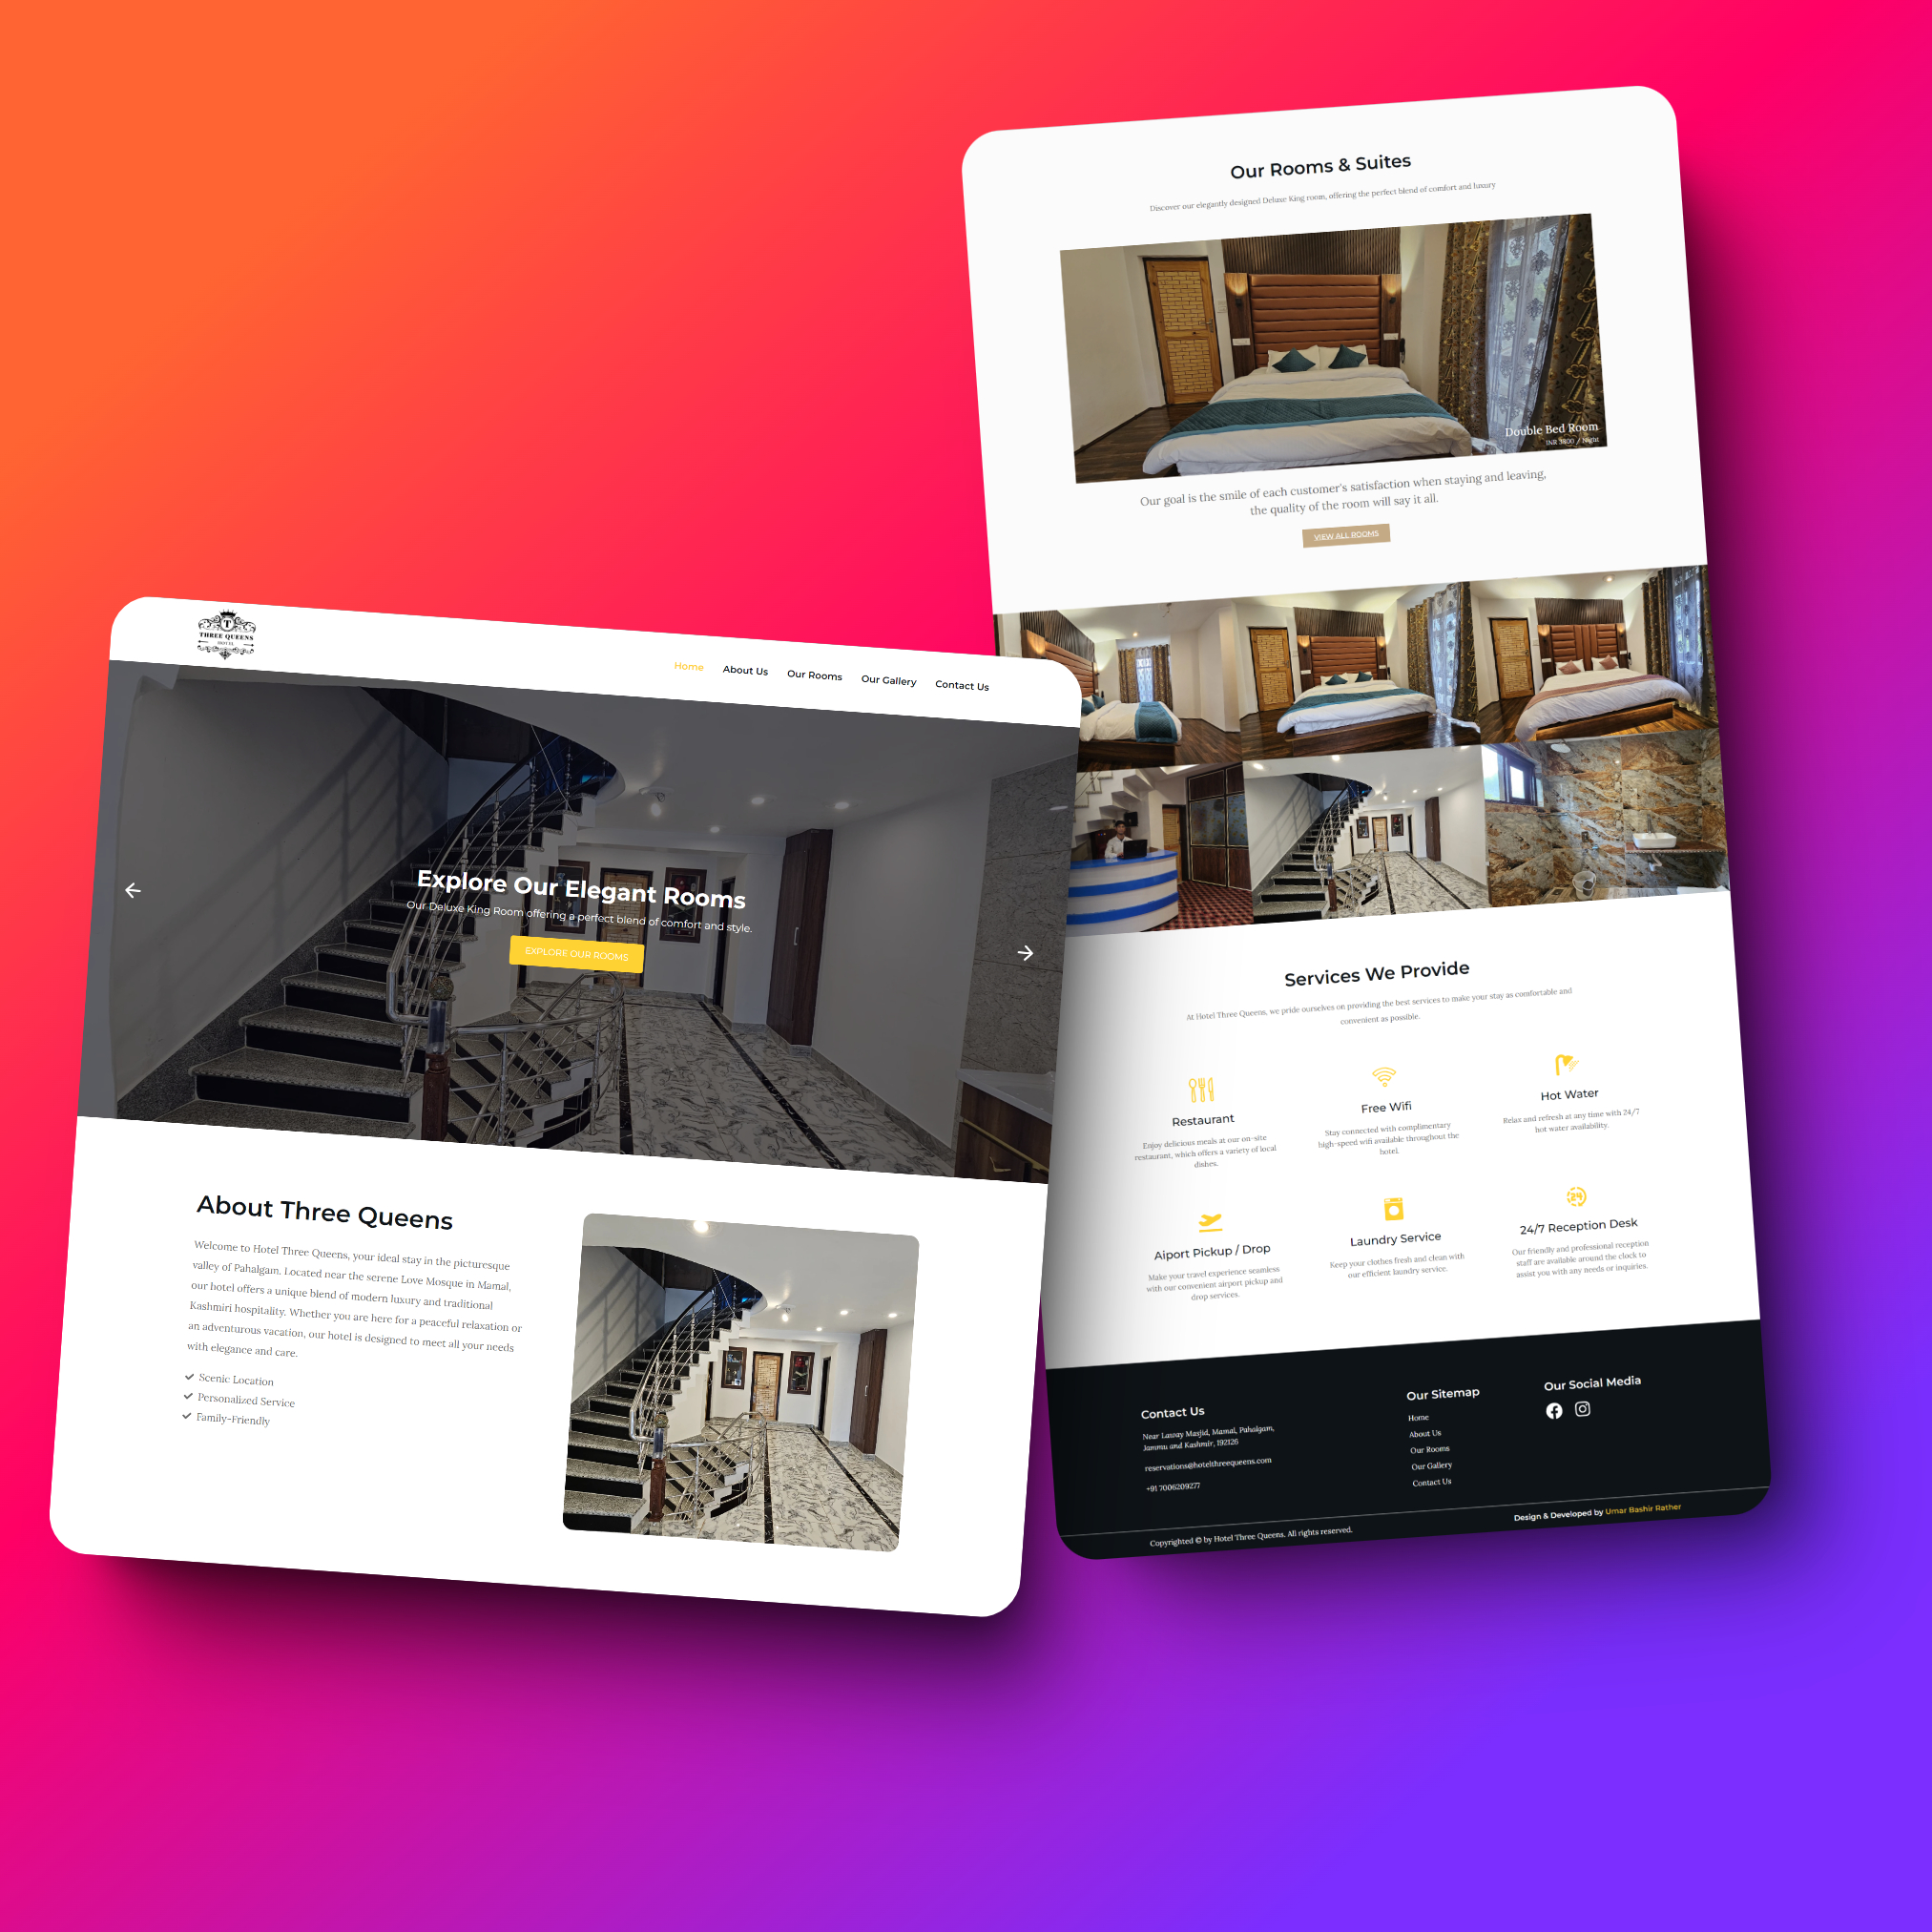 T
THREE QUEENS
HOTEL
Home
About Us
Our Rooms
Our Gallery
Contact Us
Explore Our Elegant Rooms
Our Deluxe King Room offering a perfect blend of comfort and style.
EXPLORE OUR ROOMS
About Three Queens
Welcome to Hotel Three Queens, your ideal stay in the picturesque
valley of Pahalgam. Located near the serene Love Mosque in Mamal,
our hotel offers a unique blend of modern luxury and traditional
Kashmiri hospitality. Whether you are here for a peaceful relaxation or
an adventurous vacation, our hotel is designed to meet all your needs
with elegance and care.
Scenic Location
Personalized Service
Family-Friendly
Our Rooms & Suites
Discover our elegantly designed Deluxe King room, offering the perfect blend of comfort and luxury
Double Bed Room
INR / Night
Our goal is the smile of each customer's satisfaction when staying and leaving,
the quality of the room will say it all.
VIEW ALL ROOMS
Services We Provide
At Hotel Three Queens, we pride ourselves on providing the best services to make your stay as comfortable and
convenient as possible.
Restaurant
Enjoy delicious meals at our on-site
restaurant, which offers a variety of local
dishes.
Free Wifi
Stay connected with complimentary
high-speed wifi available throughout the
hotel.
Hot Water
Relax and refresh at any time with 24/7
hot water availability.
Aiport Pickup / Drop
Make your travel experience seamless
with our convenient airport pickup and
drop services.
Laundry Service
Keep your clothes fresh and clean with
our efficient laundry service.
24
24/7 Reception Desk
Our friendly and professional reception
staff are available around the clock to
assist you with any needs or inquiries.
Contact Us
Near Masjid, Mamal, Pahalgam,
Jammu and Kashmir, 192126
reservations@hotelthreequeens.com
+91 7006209277
Our Sitemap
Home
About Us
Our Rooms
Our Gallery
Contact Us
Our Social Media
Copyrighted © by Hotel Three Queens. All rights reserved.
Design & Developed by Umar Bashir Rather